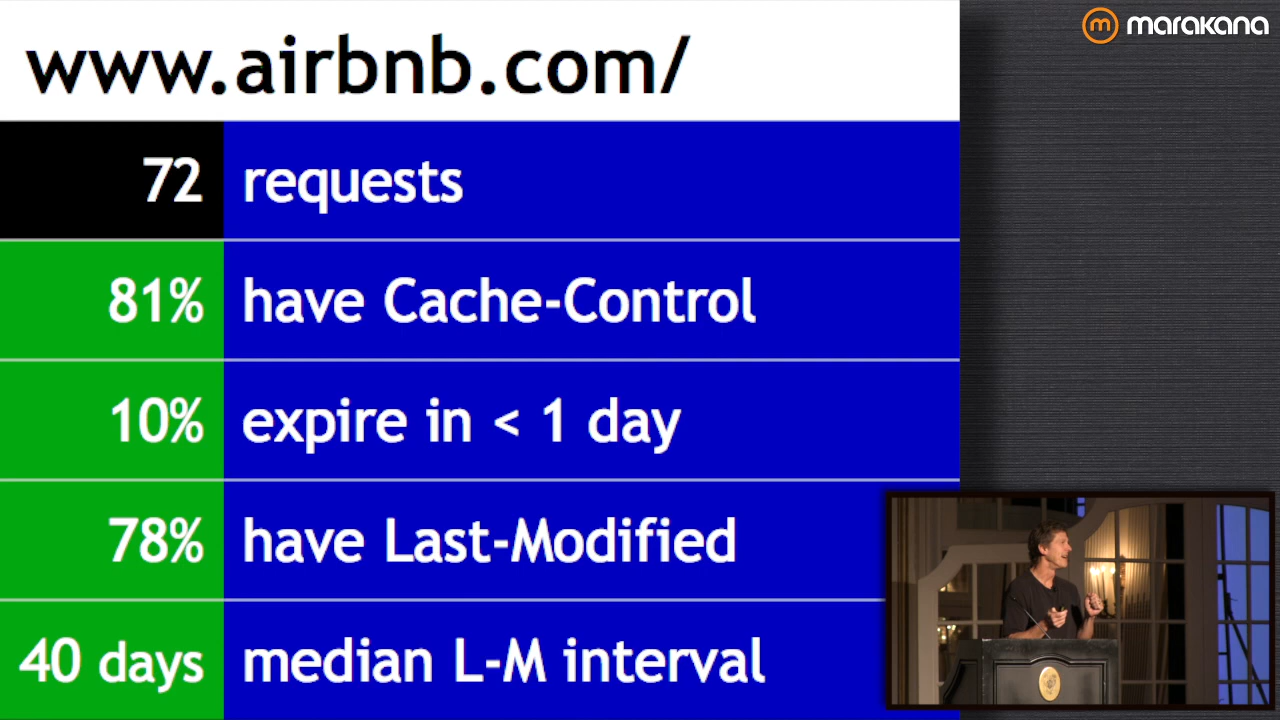 www.airbnb.com/
marakana
72 requests
81% have Cache-Control
10% expire in < 1 day
78% have Last-Modified
40 days median L-M interval